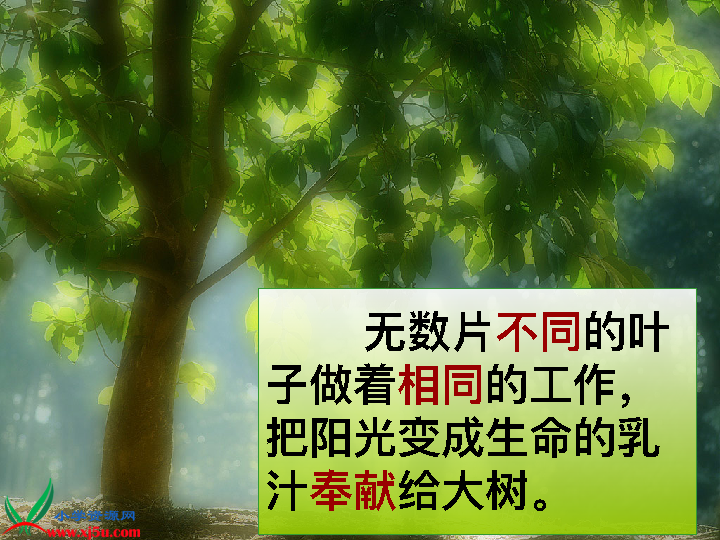 无数片不同的叶
子做着相同的工作,
把阳光变成生命的乳
汁奉献给大树。
小学资源网
www.xj5u.com